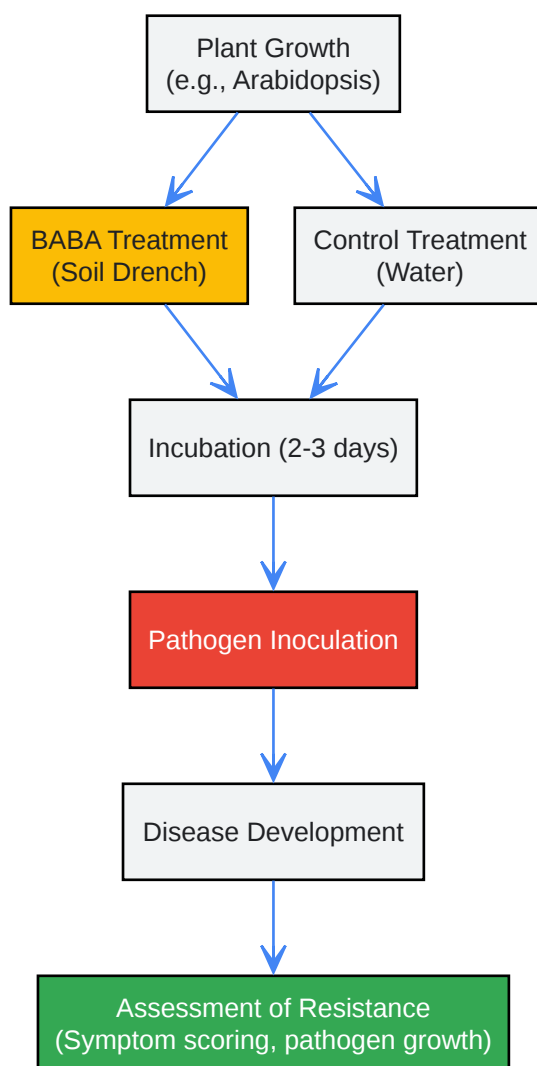 Plant Growth
(e.g., Arabidopsis)
BABA Treatment
(Soil Drench)
Control Treatment
(Water)
Incubation (2-3 days)
Pathogen Inoculation
Disease Development
Assessment of Resistance
(Symptom scoring, pathogen growth)